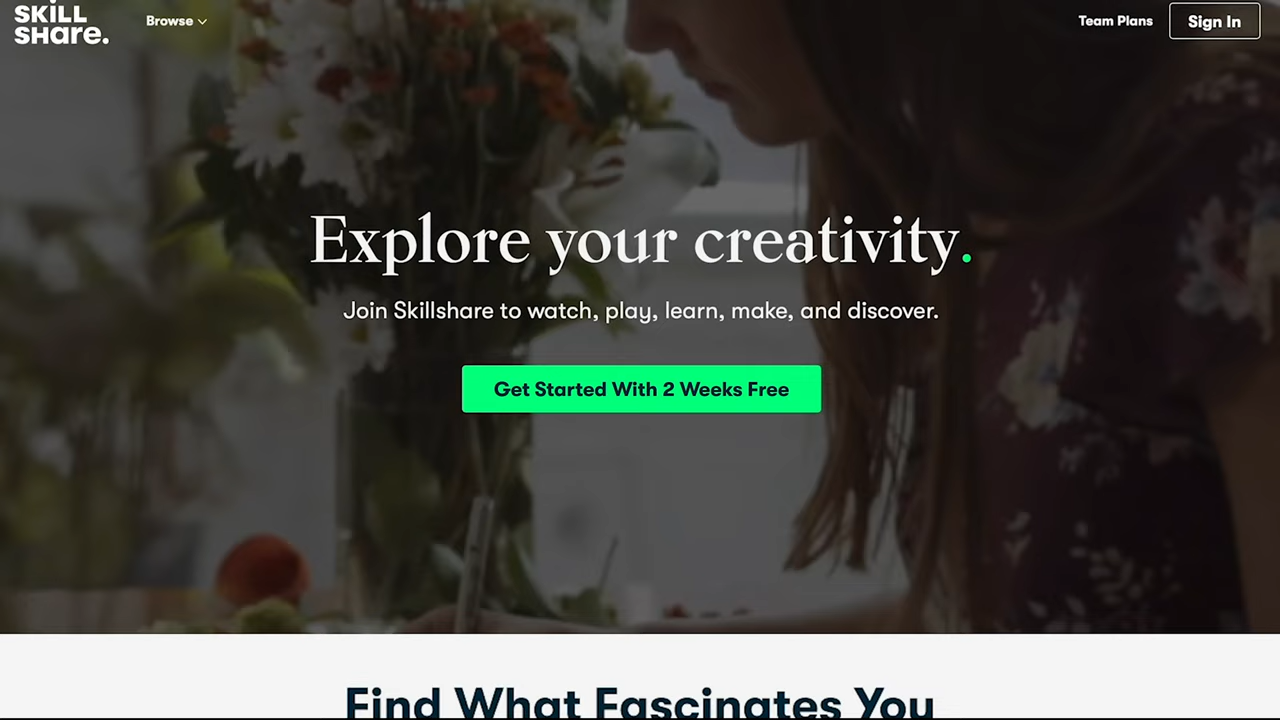 SKiLL
SHare.
Browse
Team Plans
Sign In
Explore your creativity.
Join Skillshare to watch, play, learn, make, and discover.
Get Started With 2 Weeks Free
Find What Fascinates You